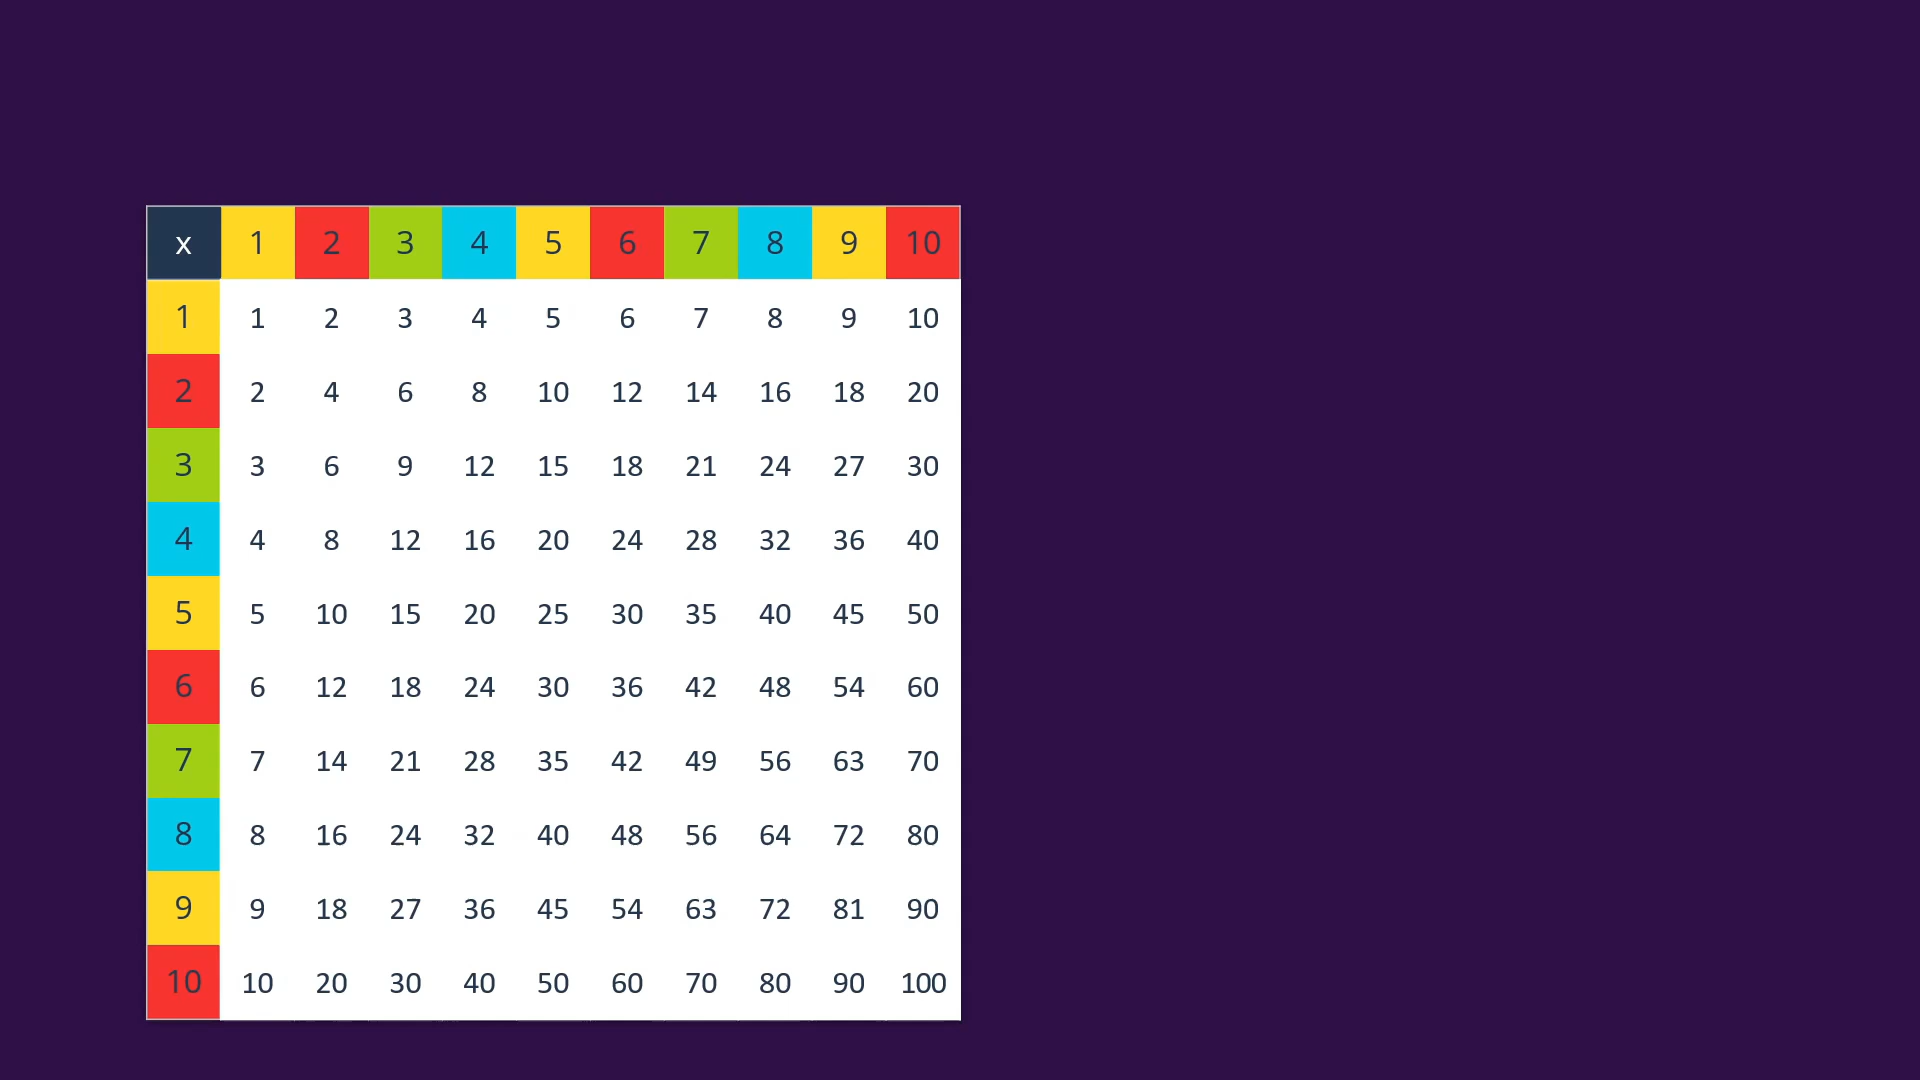 x 1 2 3 4 5 6 7 8 9 10
1 1 2 3 4 5 6 7 8 9 10
2 2 4 6 8 10 12 14 16 18 20
3 3 6 9 12 15 18 21 24 27 30
4 4 8 12 16 20 24 28 32 36 40
5 5 10 15 20 25 30 35 40 45 50
6 6 12 18 24 30 36 42 48 54 60
7 7 14 21 28 35 42 49 56 63 70
8 8 16 24 32 40 48 56 64 72 80
9 9 18 27 36 45 54 63 72 81 90
10 10 20 30 40 50 60 70 80 90 100